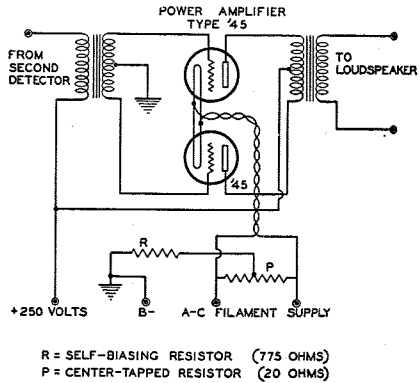 POWER AMPLIFIER
TYPE '45
FROM
SECOND
DETECTOR
TO
LOUDSPEAKER
'45
R
P
+250 VOLTS
B-
A-C FILAMENT SUPPLY
R = SELF-BIASING RESISTOR (775 OHMS)
P = CENTER-TAPPED RESISTOR (20 OHMS)